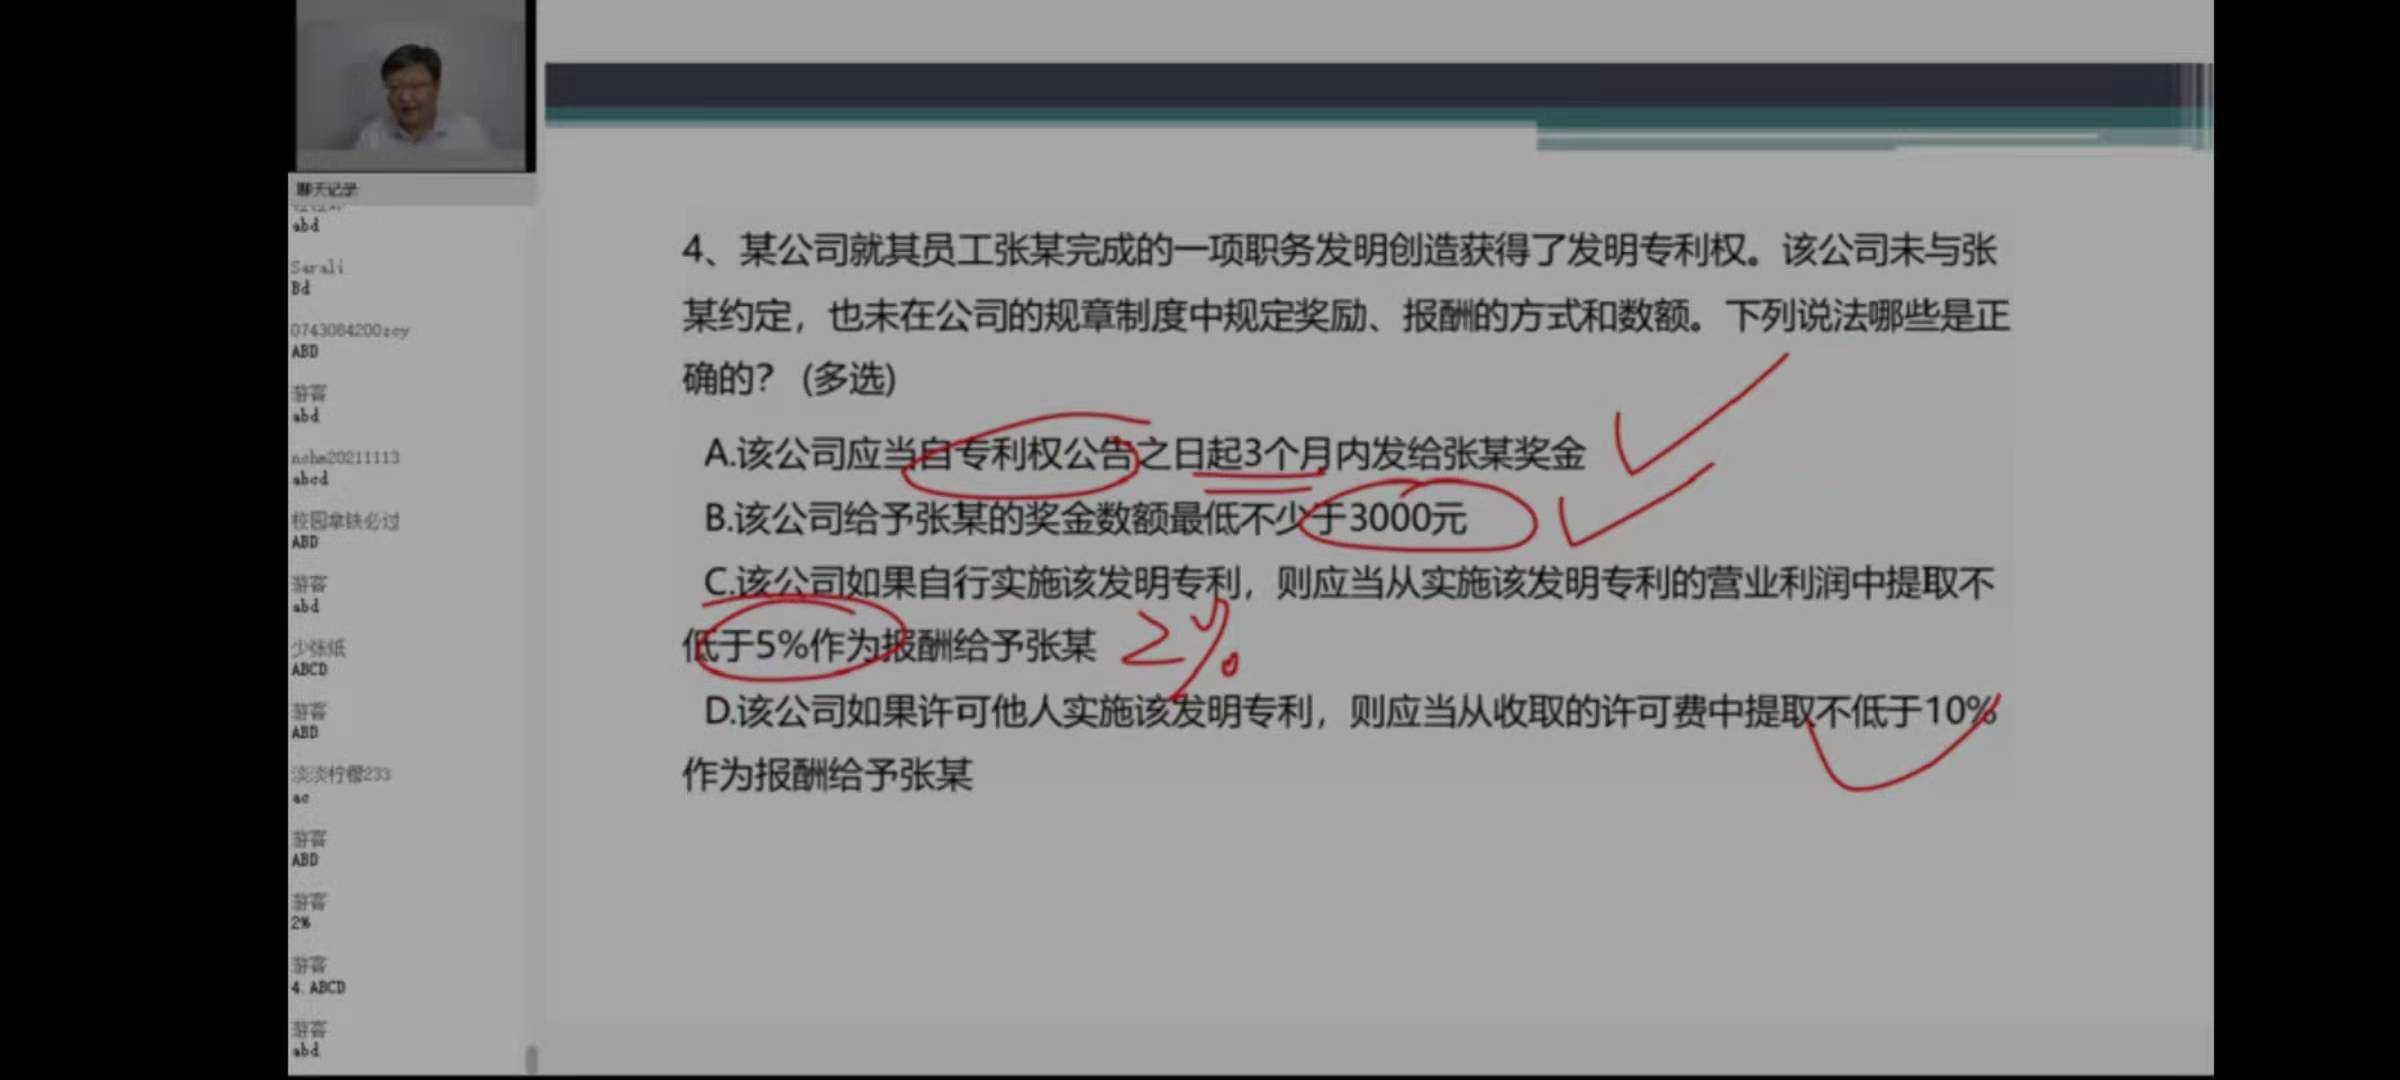 聊天记录
abd
Sarali
Bd
0743084200zcy
ABD
游客
abd
nchm20211113
abcd
校园拿铁必过
ABD
游客
abd
少张纸
ABCD
游客
ABD
淡淡柠檬233
ac
游客
ABD
游客
2%
游客
4.ABCD
游客
abd
4、某公司就其员工张某完成的一项职务发明创造获得了发明专利权。该公司未与张
某约定，也未在公司的规章制度中规定奖励、报酬的方式和数额。下列说法哪些是正
确的？(多选)
A.该公司应当自专利权公告之日起3个月内发给张某奖金
B.该公司给予张某的奖金数额最低不少于3000元
C.该公司如果自行实施该发明专利，则应当从实施该发明专利的营业利润中提取不
低于5%作为报酬给予张某 2%
D.该公司如果许可他人实施该发明专利，则应当从收取的许可费中提取不低于10%
作为报酬给予张某